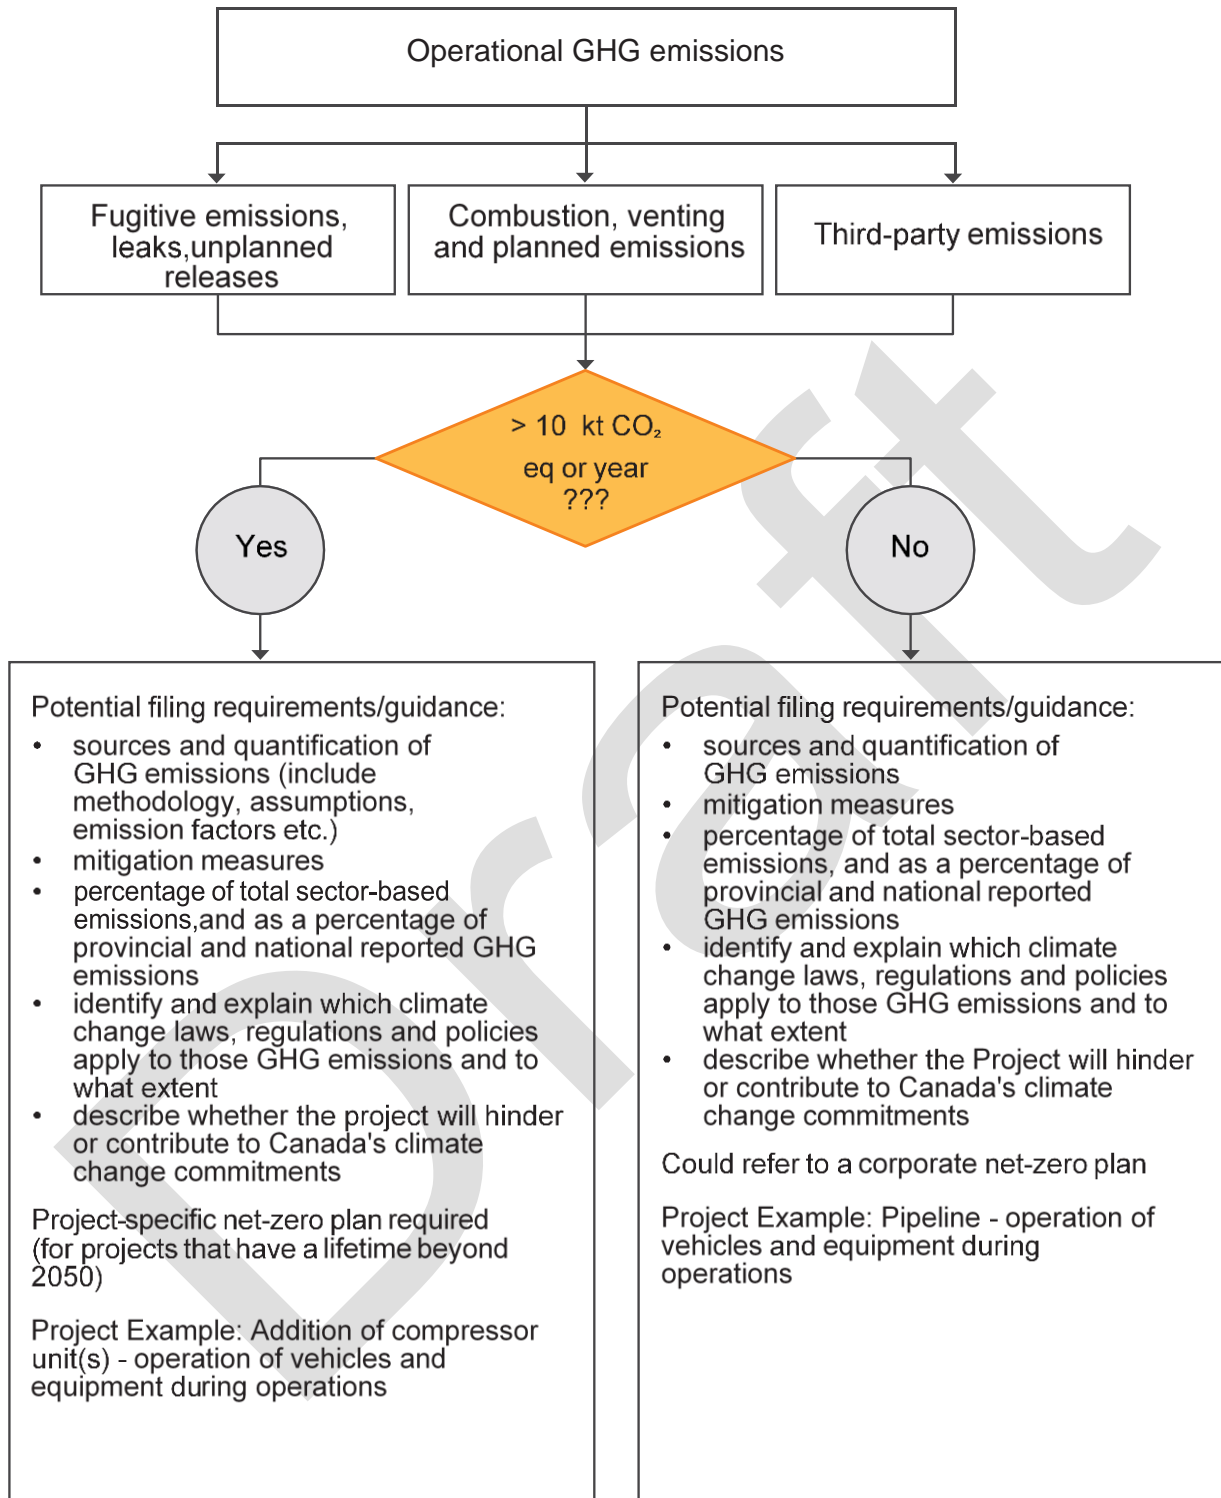 Operational GHG emissions
Fugitive emissions,
leaks,unplanned
releases
Combustion, venting
and planned emissions
Third-party emissions
> 10 kt CO₂
eq or year
???
Yes
No
Potential filing requirements/guidance:
• sources and quantification of
GHG emissions (include
methodology, assumptions,
emission factors etc.)
• mitigation measures
• percentage of total sector-based
emissions,and as a percentage of
provincial and national reported GHG
emissions
• identify and explain which climate
change laws, regulations and policies
apply to those GHG emissions and to
what extent
• describe whether the project will hinder
or contribute to Canada's climate
change commitments
Project-specific net-zero plan required
(for projects that have a lifetime beyond
2050)
Project Example: Addition of compressor
unit(s) - operation of vehicles and
equipment during operations
Potential filing requirements/guidance:
• sources and quantification of
GHG emissions
• mitigation measures
• percentage of total sector-based
emissions, and as a percentage of
provincial and national reported
GHG emissions
• identify and explain which climate
change laws, regulations and policies
apply to those GHG emissions and to
what extent
• describe whether the Project will hinder
or contribute to Canada's climate
change commitments
Could refer to a corporate net-zero plan
Project Example: Pipeline - operation of
vehicles and equipment during
operations
Draft